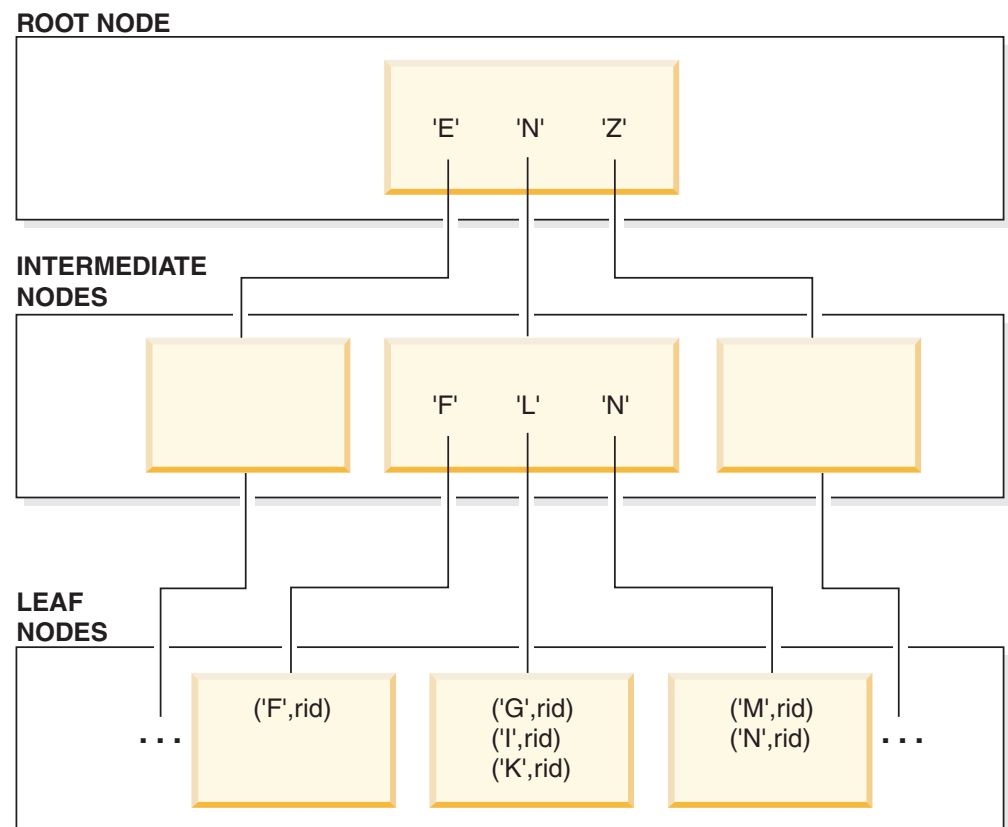 ROOT NODE
'E' 'N' 'Z'
INTERMEDIATE
NODES
'F' 'L' 'N'
LEAF
NODES
('F',rid) ('G',rid) ('M',rid)
. . . ('I',rid) ('N',rid) . . .
('K',rid)